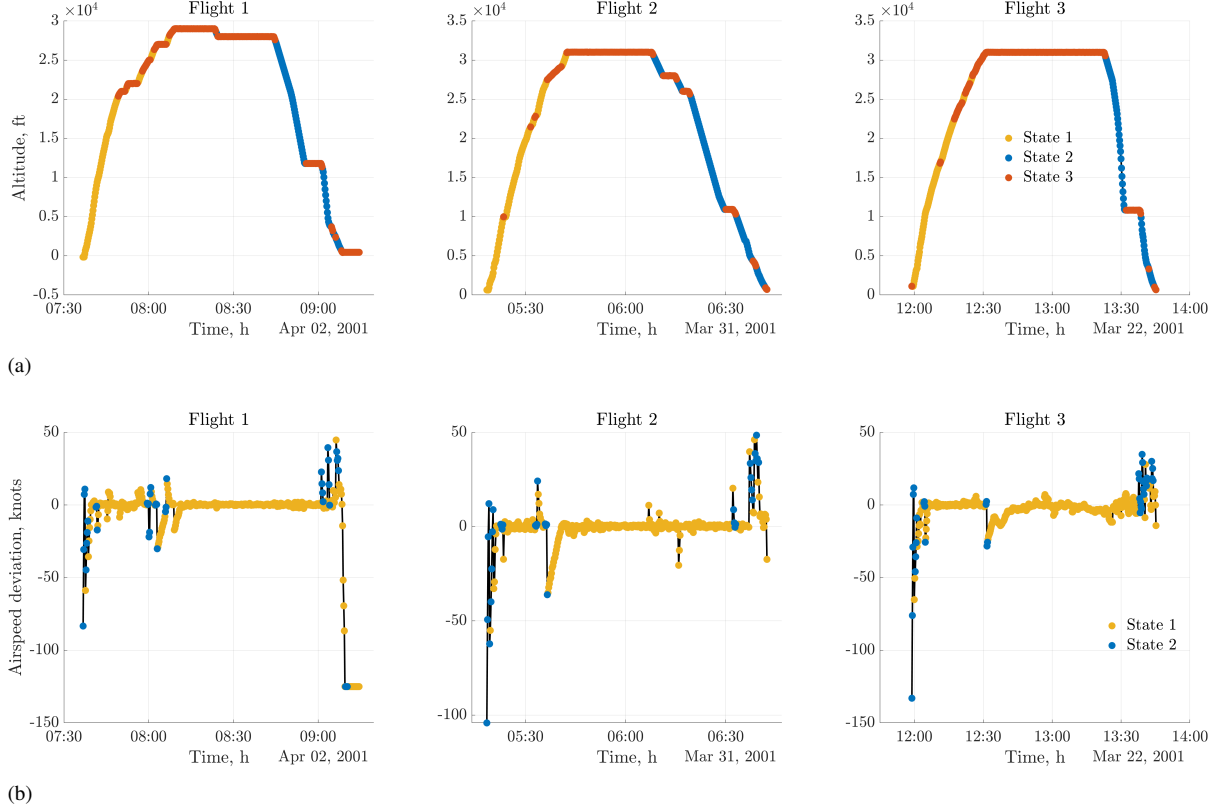 Flight 1
Flight 2
Flight 3
×10⁴
×10⁴
×10⁴
3
2.5
2
1.5
1
0.5
0
-0.5
Altitude, ft
07:30 08:00 08:30 09:00
Time, h
Apr 02, 2001
3.5
3
2.5
2
1.5
1
0.5
0
05:30 06:00 06:30
Time, h
Mar 31, 2001
3.5
3
2.5
2
1.5
1
0.5
0
State 1
State 2
State 3
12:00 12:30 13:00 13:30 14:00
Time, h
Mar 22, 2001
(a)
Flight 1
Flight 2
Flight 3
50
0
-50
-100
-150
Airspeed deviation, knots
07:30 08:00 08:30 09:00
Time, h
Apr 02, 2001
50
0
-50
-100
05:30 06:00 06:30
Time, h
Mar 31, 2001
50
0
-50
-100
-150
State 1
State 2
12:00 12:30 13:00 13:30 14:00
Time, h
Mar 22, 2001
(b)